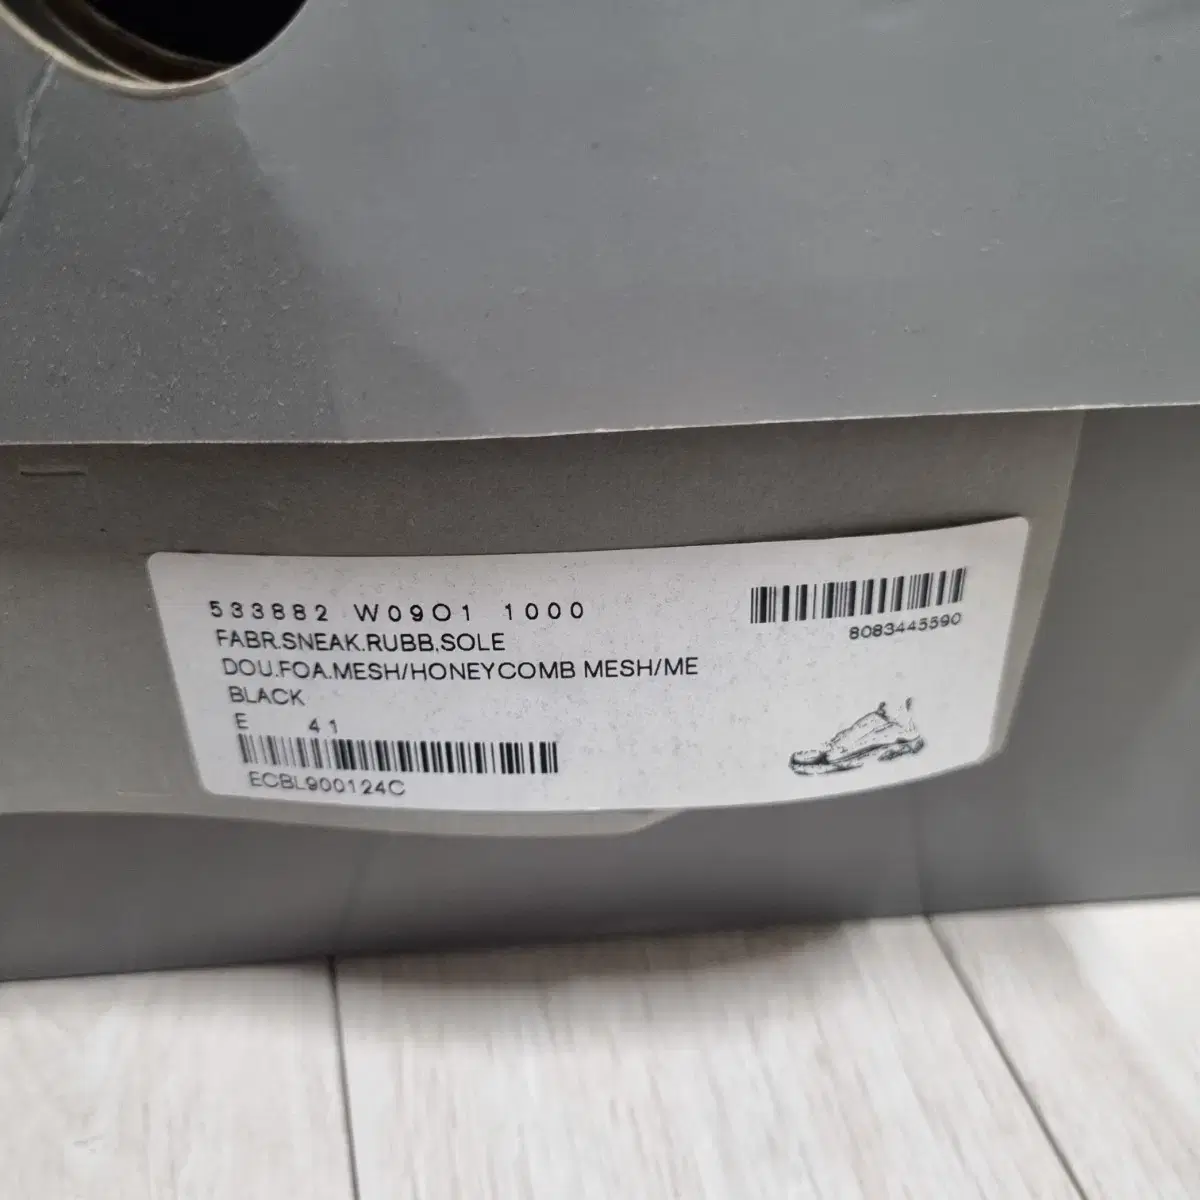 533882 W09O1 1000
FABR.SNEAK.RUBB.SOLE
DOU.FOA.MESH/HONEYCOMB MESH/ME
BLACK
E 41
ECBL900124C
8083445590